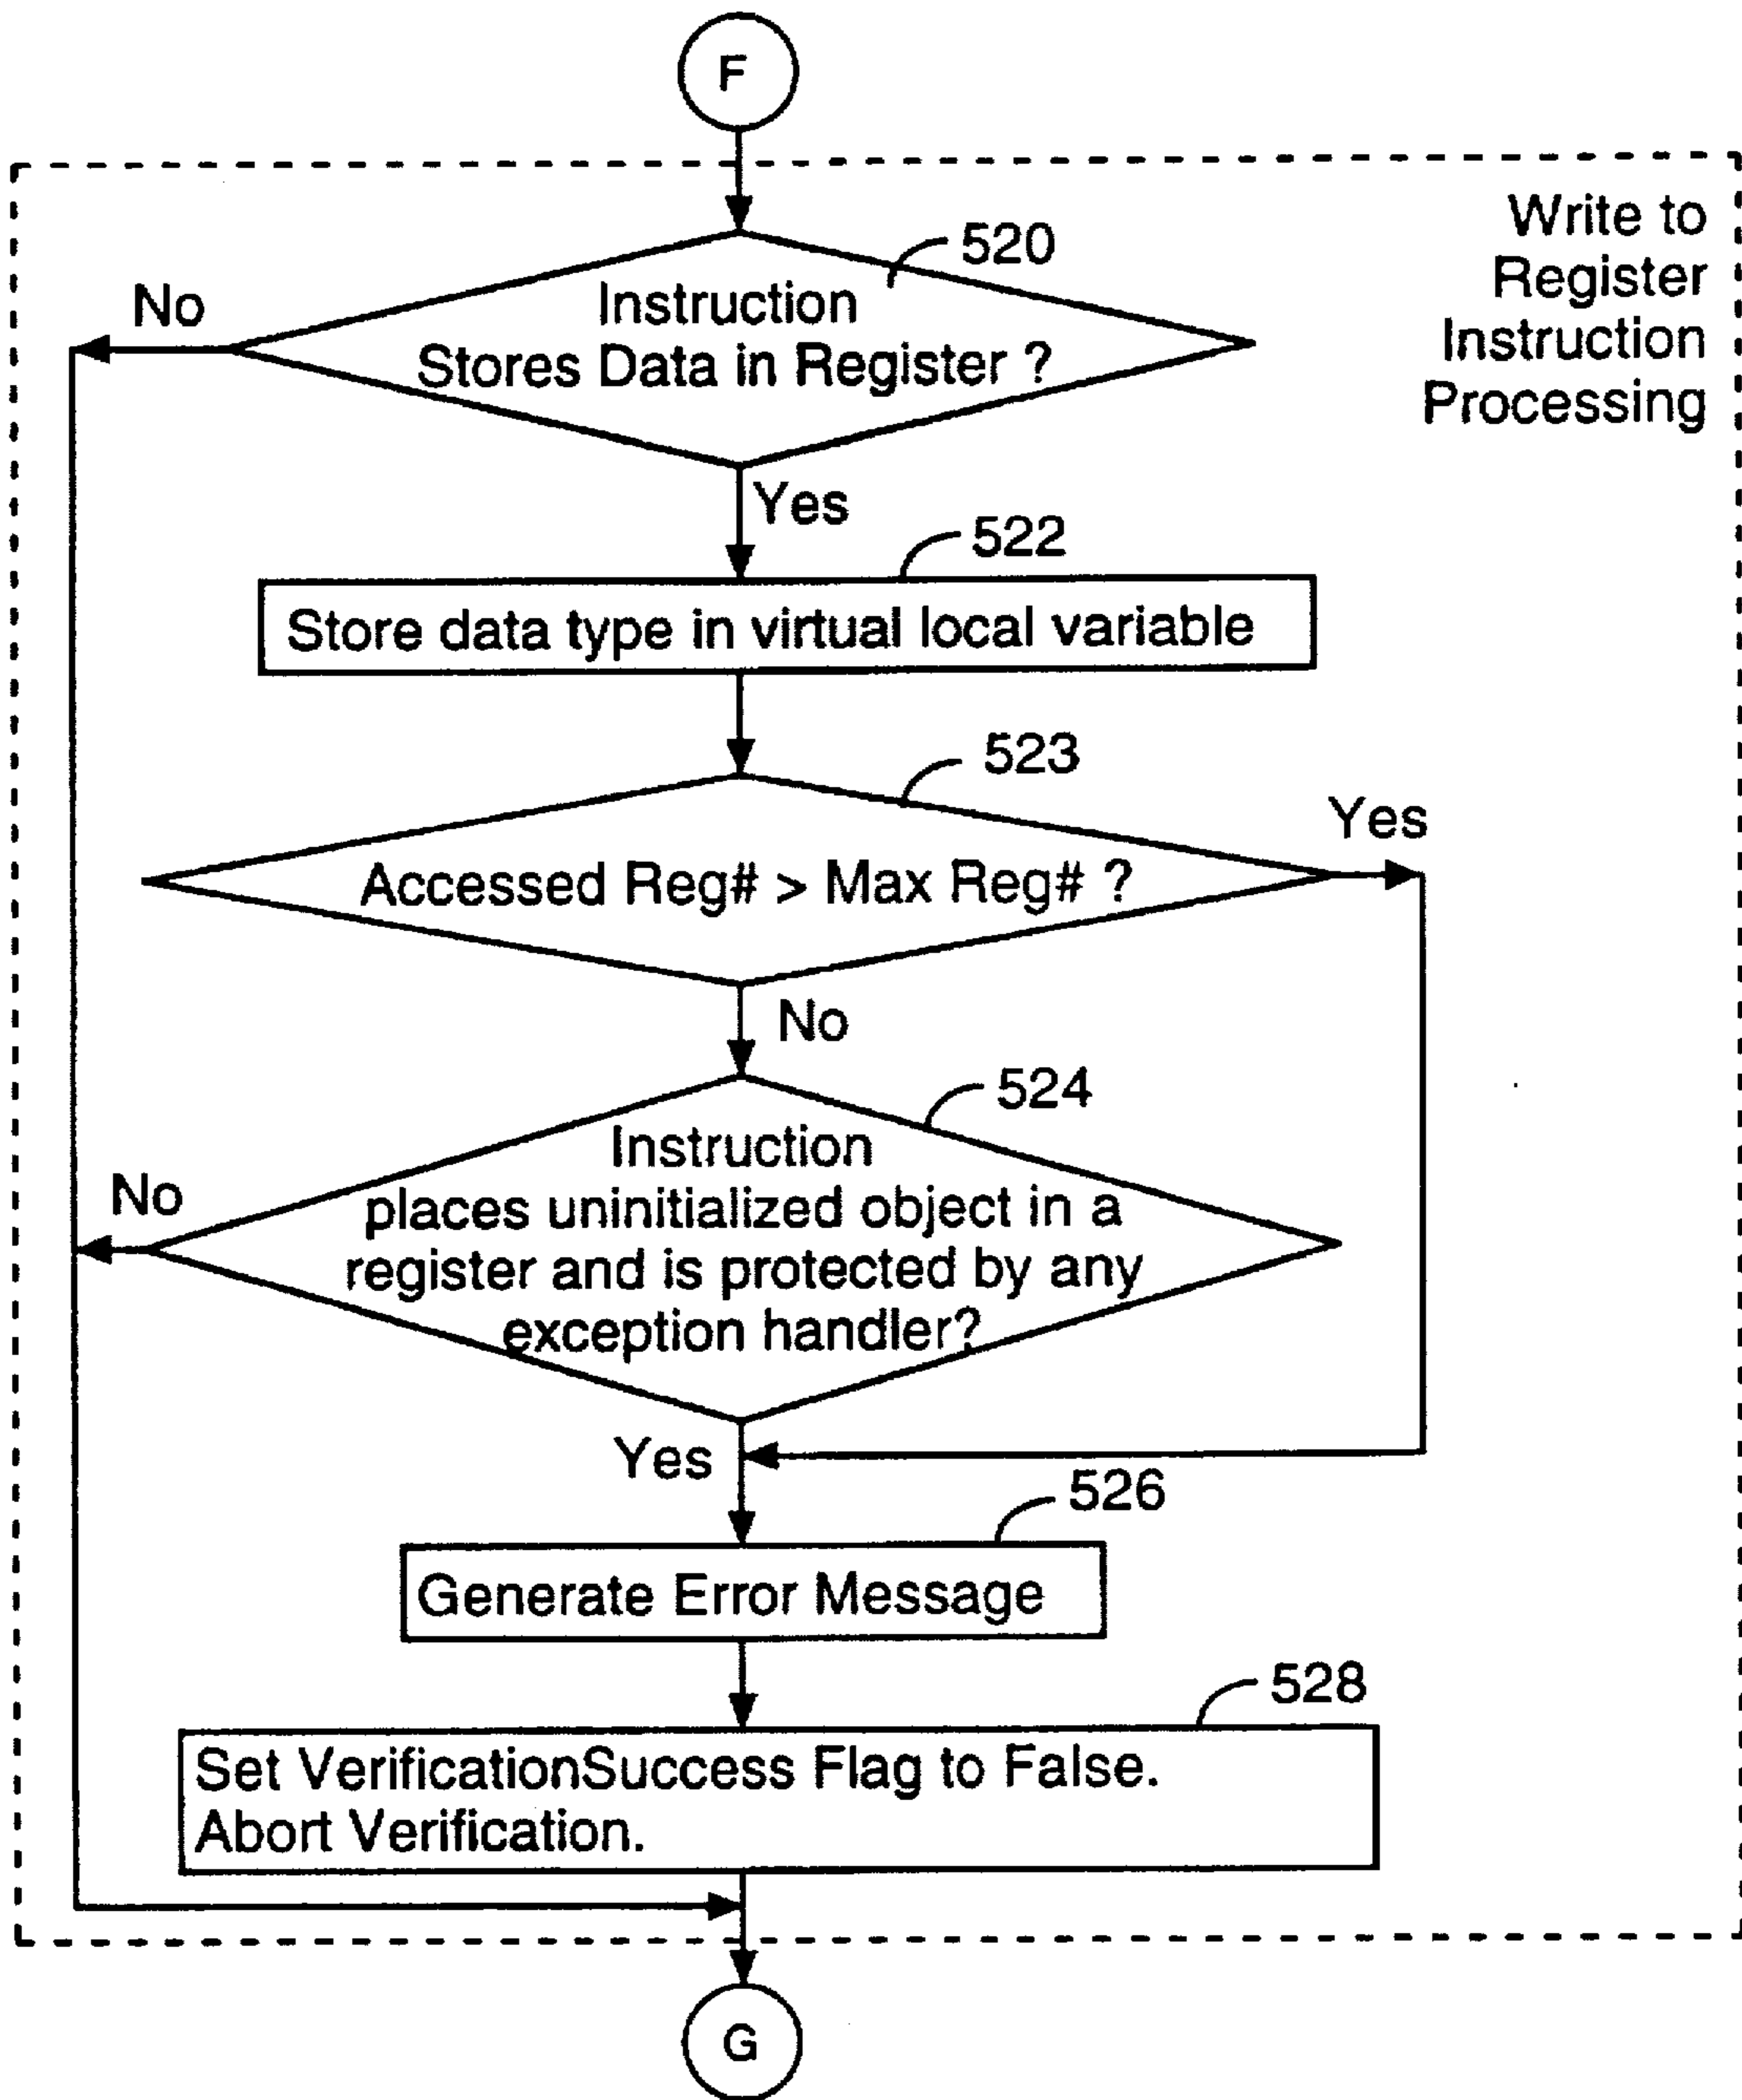 F
Write to
Register
Instruction
Processing
520
No
Instruction
Stores Data in Register ?
Yes
522
Store data type in virtual local variable
523
Yes
Accessed Reg# > Max Reg# ?
No
524
No
Instruction
places uninitialized object in a
register and is protected by any
exception handler?
Yes
526
Generate Error Message
528
Set VerificationSuccess Flag to False.
Abort Verification.
G